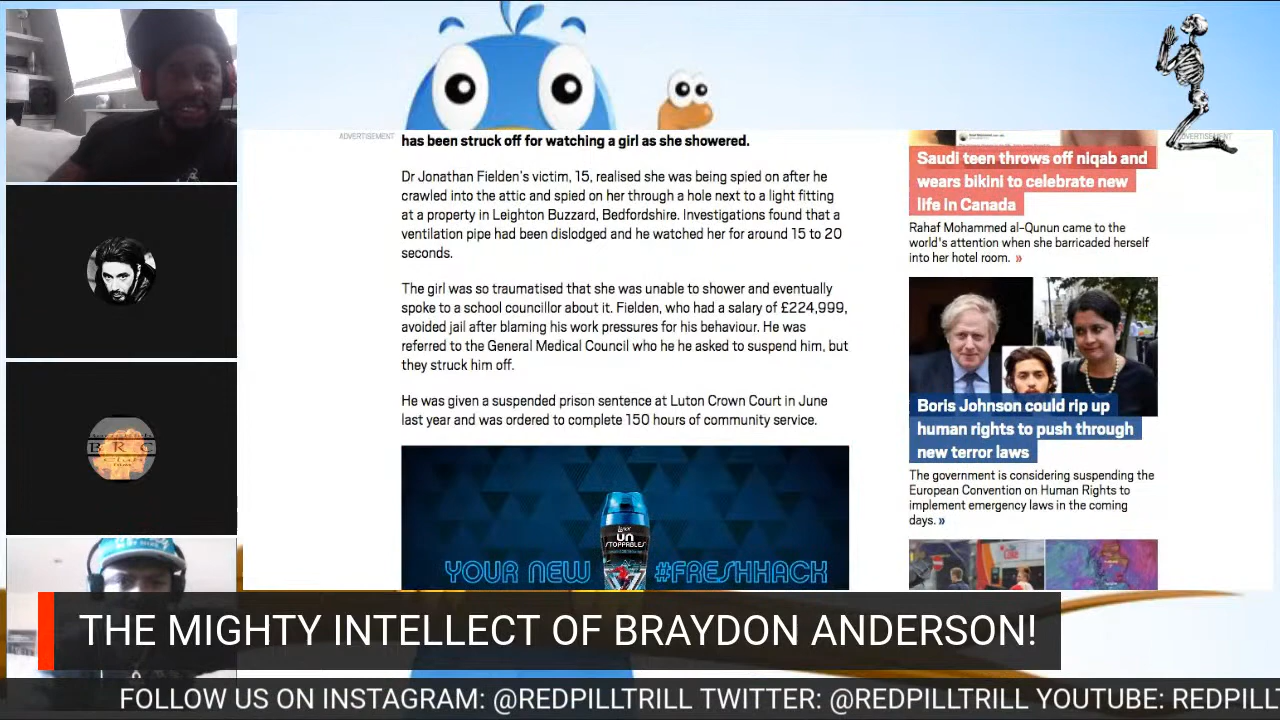 ADVERTISEMENT
has been struck off for watching a girl as she showered.
Dr Jonathan Fielden's victim, 15, realised she was being spied on after he
crawled into the attic and spied on her through a hole next to a light fitting
at a property in Leighton Buzzard, Bedfordshire. Investigations found that a
ventilation pipe had been dislodged and he watched her for around 15 to 20
seconds.
The girl was so traumatised that she was unable to shower and eventually
spoke to a school councillor about it. Fielden, who had a salary of £224,999,
avoided jail after blaming his work pressures for his behaviour. He was
referred to the General Medical Council who he he asked to suspend him, but
they struck him off.
He was given a suspended prison sentence at Luton Crown Court in June
last year and was ordered to complete 150 hours of community service.
Lenor
UN
STOPPABLES
YOUR NEW #FRESHHACK
ADVERTISEMENT
Saudi teen throws off niqab and
wears bikini to celebrate new
life in Canada
Rahaf Mohammed al-Qunun came to the
world's attention when she barricaded herself
into her hotel room. »
Boris Johnson could rip up
human rights to push through
new terror laws
The government is considering suspending the
European Convention on Human Rights to
implement emergency laws in the coming
days. »
B R C
THE MIGHTY INTELLECT OF BRAYDON ANDERSON!
FOLLOW US ON INSTAGRAM: @REDPILLTRILL TWITTER: @REDPILLTRILL YOUTUBE: REDPILLT